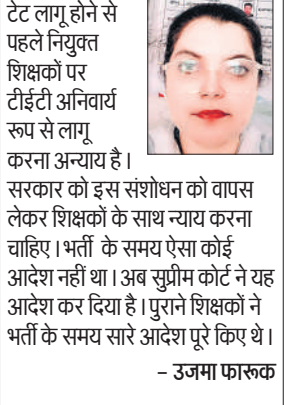 टेट लागू होने से
पहले नियुक्त
शिक्षकों पर
टीईटी अनिवार्य
रूप से लागू
करना अन्याय है।
सरकार को इस संशोधन को वापस
लेकर शिक्षकों के साथ न्याय करना
चाहिए। भर्ती के समय ऐसा कोई
आदेश नहीं था। अब सुप्रीम कोर्ट ने यह
आदेश कर दिया है। पुराने शिक्षकों ने
भर्ती के समय सारे आदेश पूरे किए थे।
– उजमा फारूक